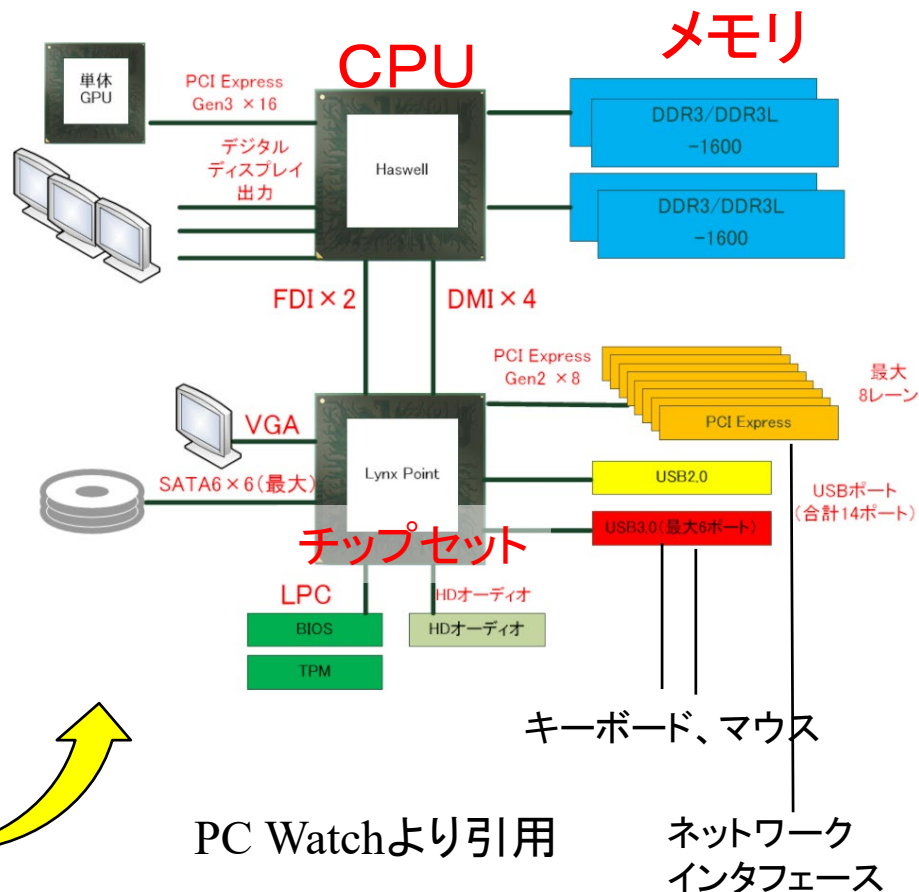 CPU
メモリ
単体
GPU
PCI Express
Gen3 ×16
デジタル
ディスプレイ
出力
Haswell
DDR3/DDR3L
-1600
DDR3/DDR3L
-1600
FDI×2
DMI×4
PCI Express
Gen2 ×8
最大
8レーン
PCI Express
VGA
Lynx Point
SATA6×6(最大)
USB2.0
USBポート
(合計14ポート)
USB3.0(最大6ポート)
チップセット
LPC
HDオーディオ
BIOS
HDオーディオ
TPM
キーボード、マウス
PC Watchより引用
ネットワーク
インタフェース